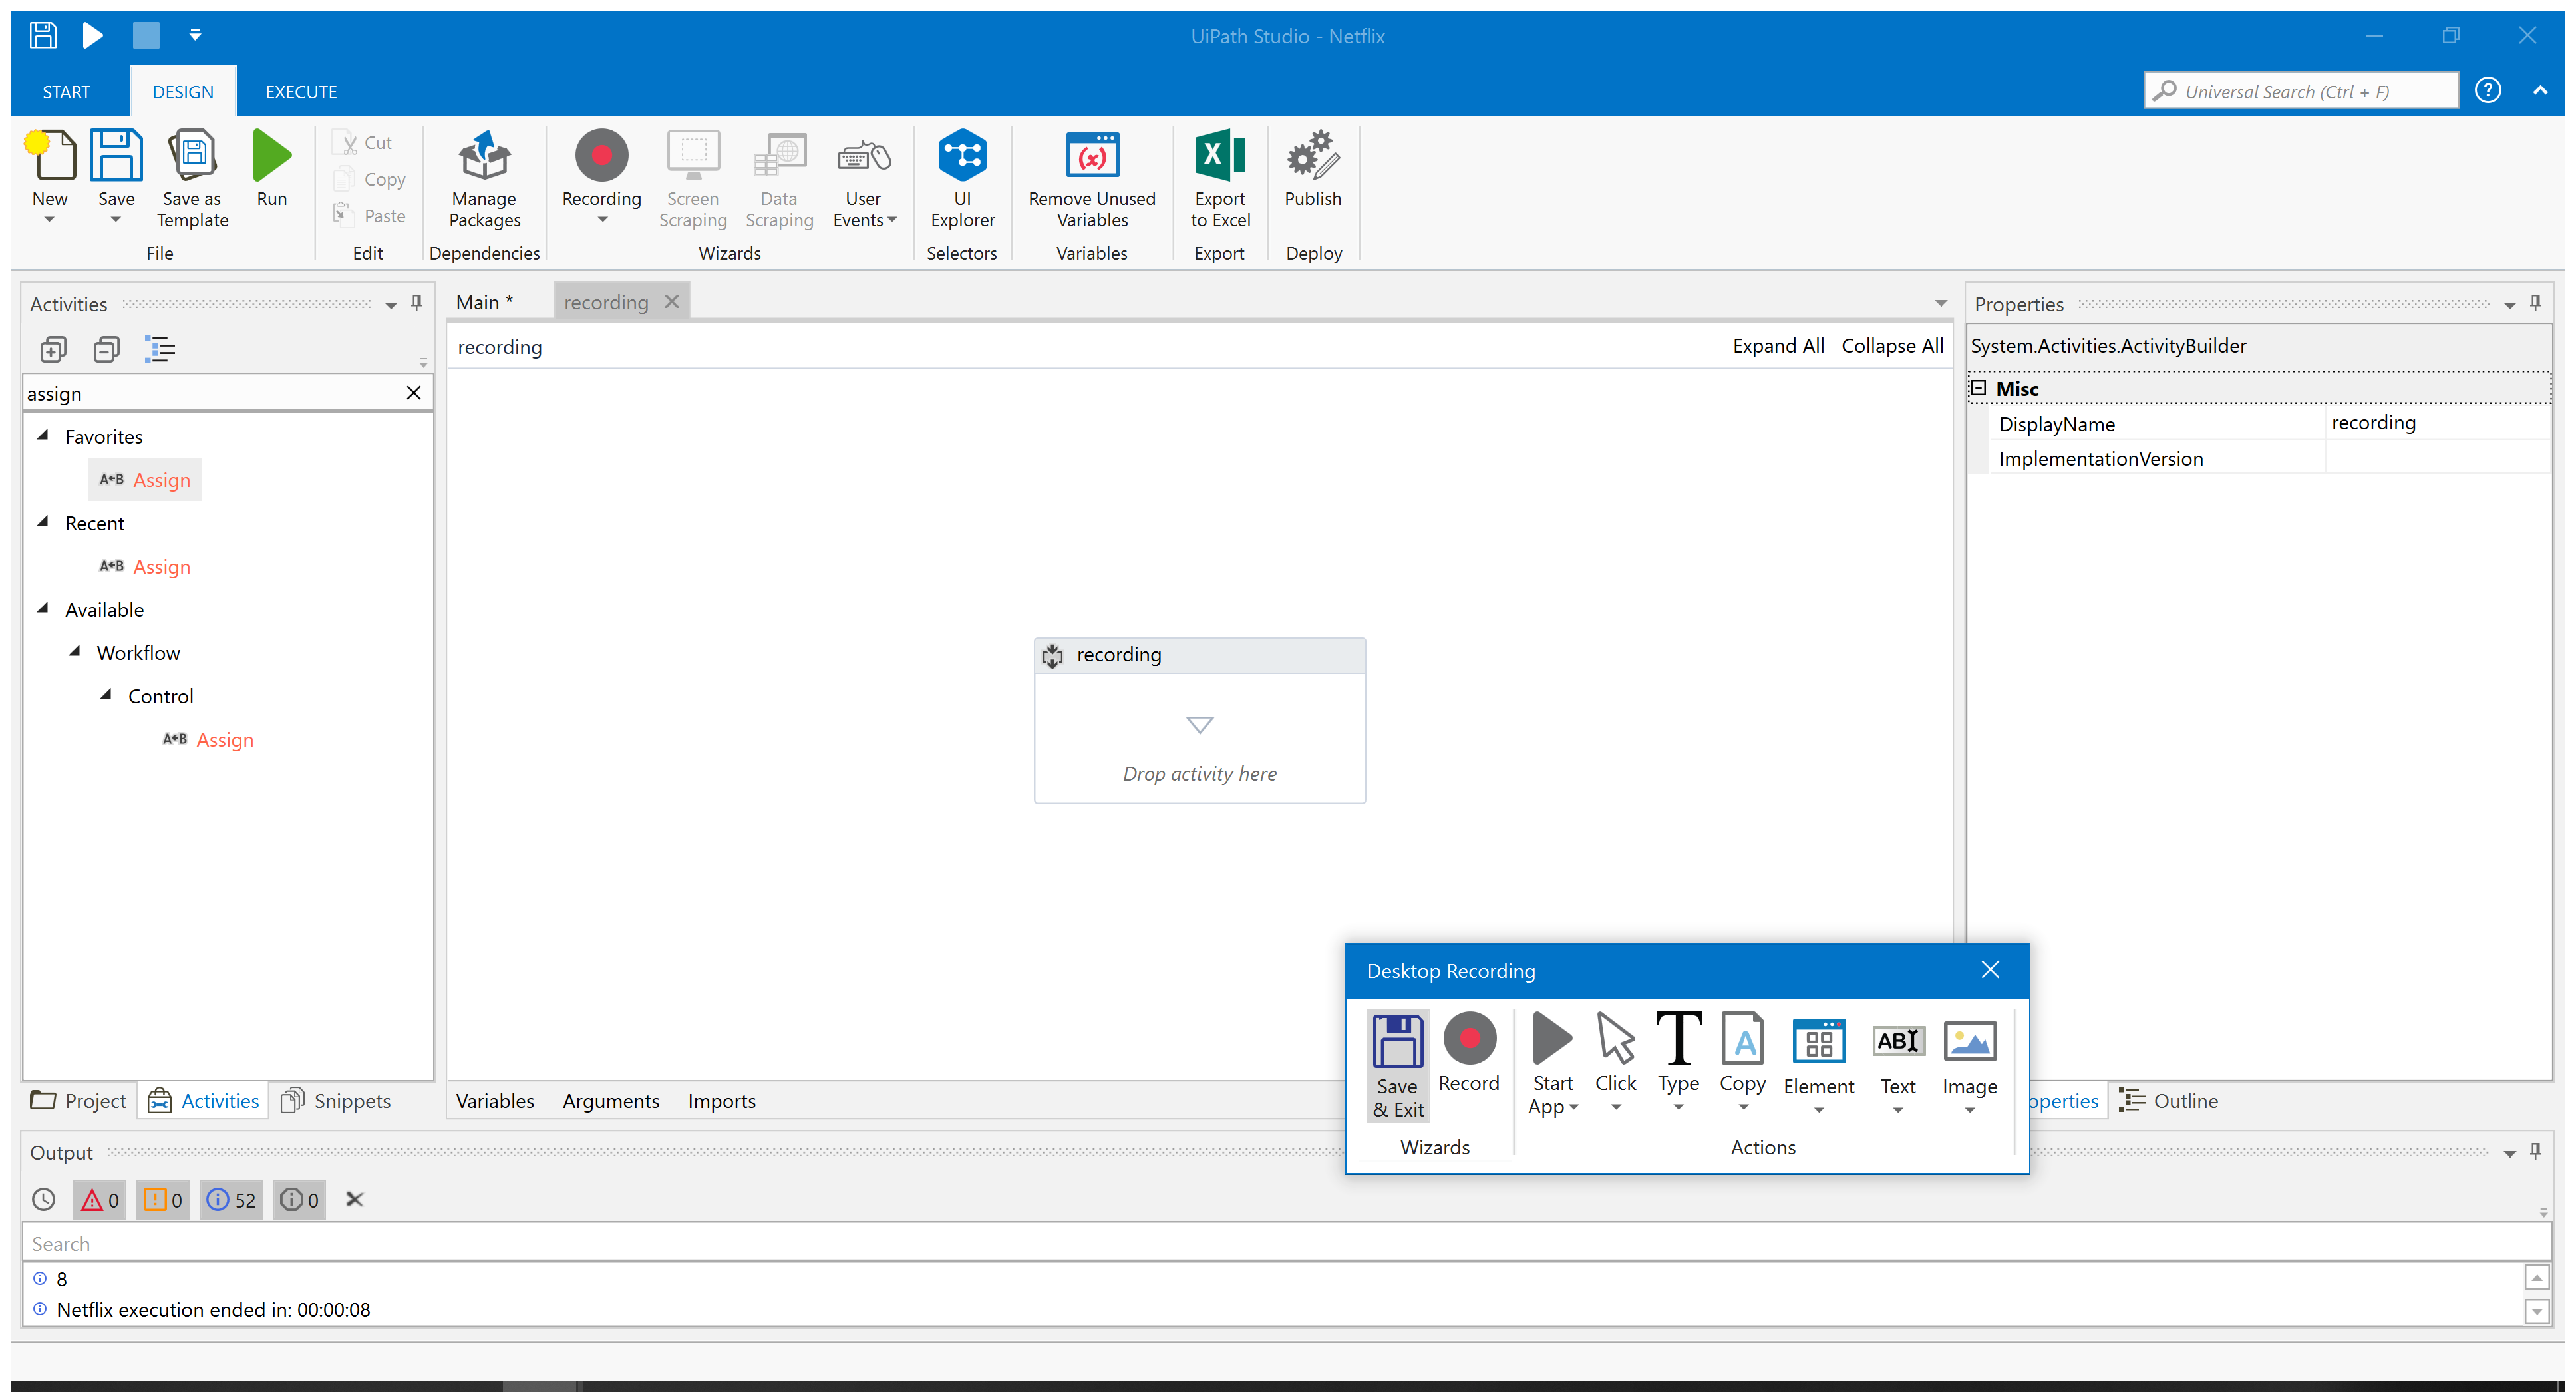 UiPath Studio - Netflix
START DESIGN EXECUTE
Universal Search (Ctrl + F)
New
Save
Save as Template
Run
File
Cut
Copy
Paste
Edit
Manage Packages
Dependencies
Recording
Screen Scraping
Data Scraping
User Events
Wizards
UI Explorer
Selectors
Remove Unused Variables
Variables
Export to Excel
Export
Publish
Deploy
Activities
assign
Favorites
A B Assign
Recent
A B Assign
Available
Workflow
Control
A B Assign
Project Activities Snippets
Main * recording
recording Expand All Collapse All
recording
Drop activity here
Variables Arguments Imports
Properties
System.Activities.ActivityBuilder
Misc
DisplayName recording
ImplementationVersion
operties Outline
Desktop Recording
Save & Exit
Record
Wizards
Start App
Click
T Type
A Copy
Element
AB Text
Image
Actions
Output
0 0 52 0
Search
8
Netflix execution ended in: 00:00:08